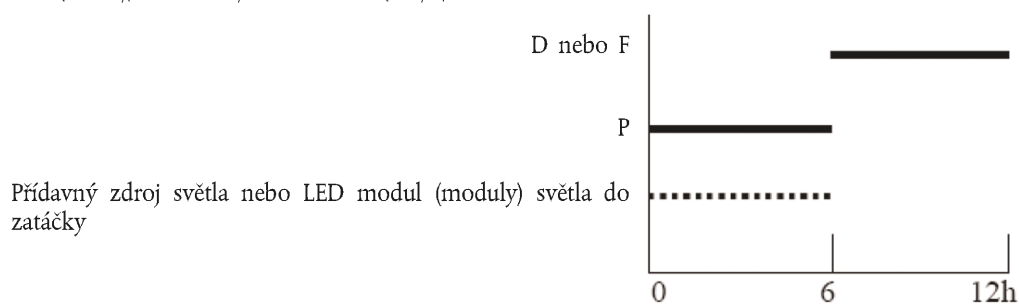 D nebo F
P
Přídavný zdroj světla nebo LED modul (moduly) světla do
zatáčky
0 6 12h